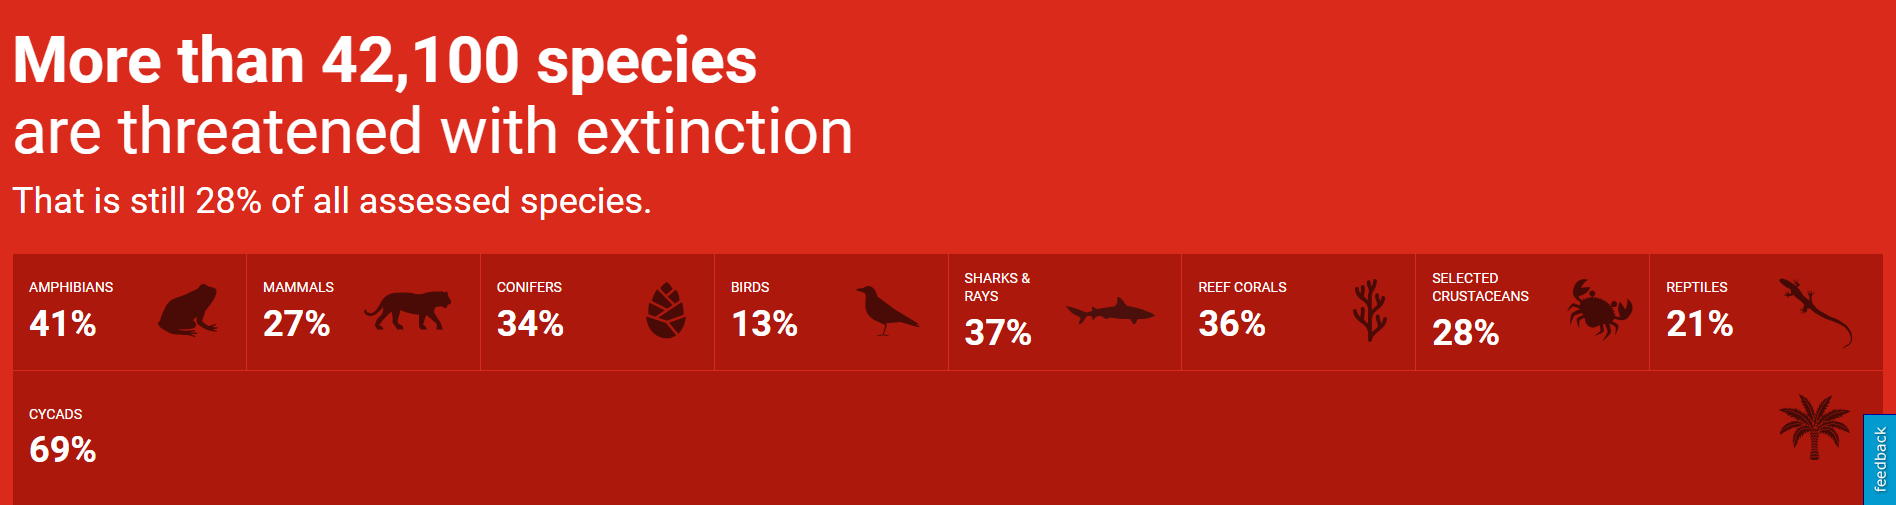 More than 42,100 species
are threatened with extinction
That is still 28% of all assessed species.
AMPHIBIANS
41%
MAMMALS
27%
CONIFERS
34%
BIRDS
13%
SHARKS &
RAYS
37%
REEF CORALS
36%
SELECTED
CRUSTACEANS
28%
REPTILES
21%
CYCADS
69%
feedback